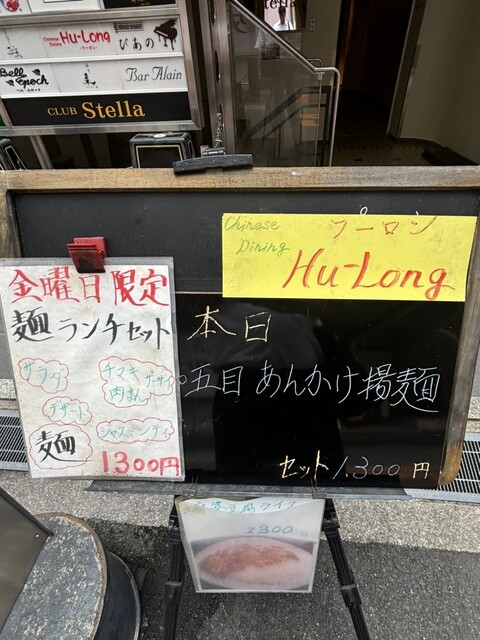 Stella
Chinese Dining Hu-Long
ぴあの
Bell Epoch
Bar Alain
CLUB Stella
Chinese Dining
フーロン
Hu-Long
金曜日限定
麺ランチセット
サラダ
チマキ
肉まん
ザーサイ
デザート
麺
ジャスミンティ
1300円
本日
五目あんかけ揚麺
セット 1.300円